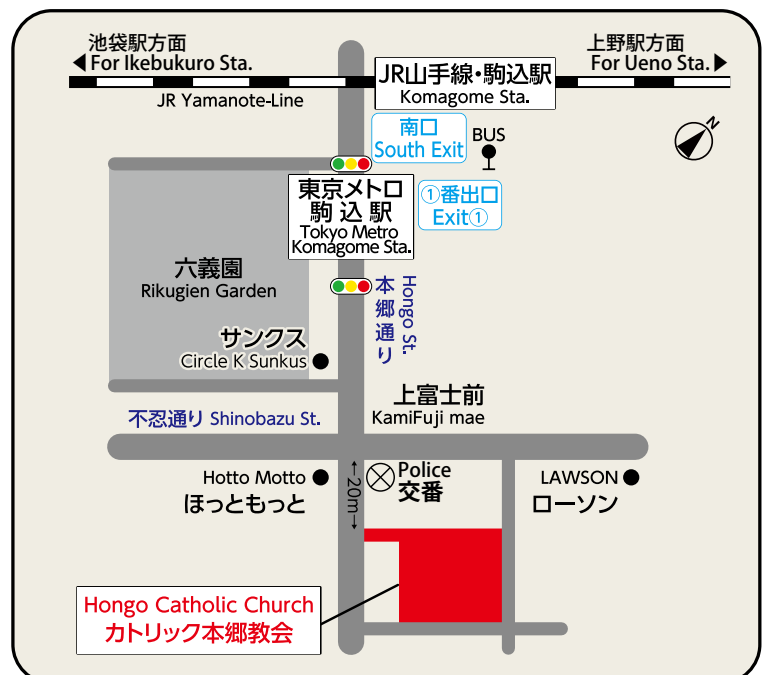 池袋駅方面
For Ikebukuro Sta.
上野駅方面
For Ueno Sta.
JR山手線・駒込駅
Komagome Sta.
JR Yamanote-Line
南口
South Exit
BUS
N
東京メトロ
駒込駅
Tokyo Metro
Komagome Sta.
①番出口
Exit①
六義園
Rikugien Garden
本郷通り
Hongo St.
サンクス
Circle K Sunkus
上富士前
KamiFuji mae
不忍通り Shinobazu St.
Hotto Motto
ほっともっと
←20m→
Police
交番
LAWSON
ローソン
Hongo Catholic Church
カトリック本郷教会